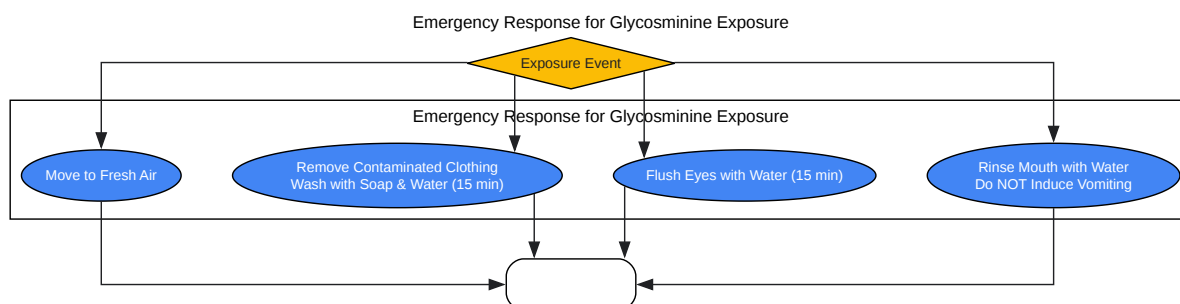 Emergency Response for Glycosminine Exposure
Exposure Event
Emergency Response for Glycosminine Exposure
Move to Fresh Air
Remove Contaminated Clothing
Wash with Soap & Water (15 min)
Flush Eyes with Water (15 min)
Rinse Mouth with Water
Do NOT Induce Vomiting